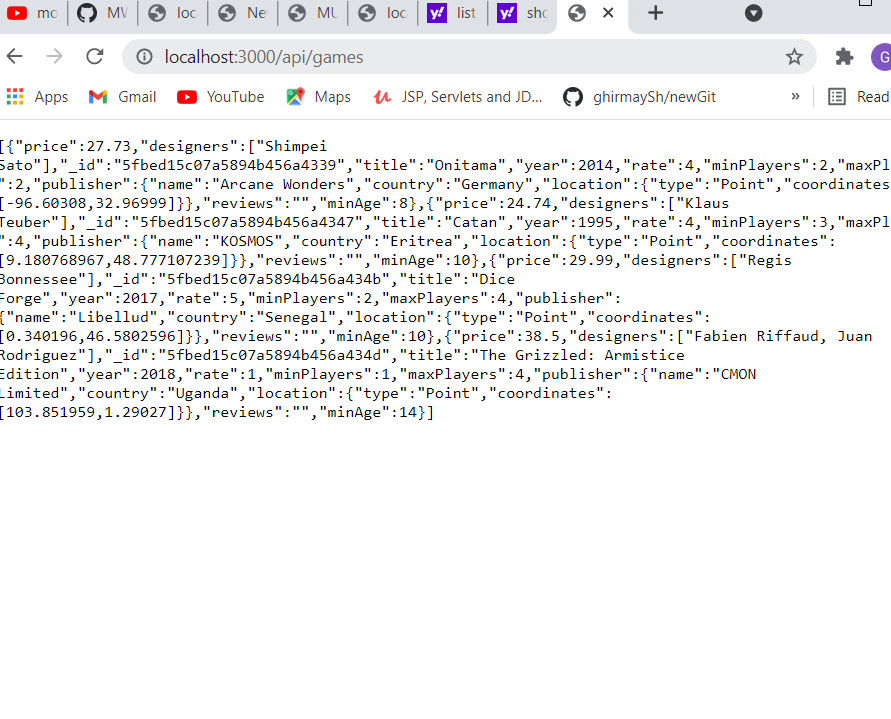 mo MV loc Ne MU loc list sho
localhost:3000/api/games G
Apps Gmail YouTube Maps JSP, Servlets and JD... ghirmaySh/newGit » Read
[{"price":27.73,"designers":["Shimpei
Sato"],"_id":"5fbed15c07a5894b456a4339","title":"Onitama","year":2014,"rate":4,"minPlayers":2,"maxPl
":2,"publisher":{"name":"Arcane Wonders","country":"Germany","location":{"type":"Point","coordinates
[-96.60308,32.96999]}},"reviews":"","minAge":8},{"price":24.74,"designers":["Klaus
Teuber"],"_id":"5fbed15c07a5894b456a4347","title":"Catan","year":1995,"rate":4,"minPlayers":3,"maxPl
":4,"publisher":{"name":"KOSMOS","country":"Eritrea","location":{"type":"Point","coordinates":
[9.180768967,48.777107239]}},"reviews":"","minAge":10},{"price":29.99,"designers":["Regis
Bonnessee"],"_id":"5fbed15c07a5894b456a434b","title":"Dice
Forge","year":2017,"rate":5,"minPlayers":2,"maxPlayers":4,"publisher":
{"name":"Libellud","country":"Senegal","location":{"type":"Point","coordinates":
[0.340196,46.5802596]}},"reviews":"","minAge":10},{"price":38.5,"designers":["Fabien Riffaud, Juan
Rodriguez"],"_id":"5fbed15c07a5894b456a434d","title":"The Grizzled: Armistice
Edition","year":2018,"rate":1,"minPlayers":1,"maxPlayers":4,"publisher":{"name":"CMON
Limited","country":"Uganda","location":{"type":"Point","coordinates":
[103.851959,1.29027]}},"reviews":"","minAge":14}]